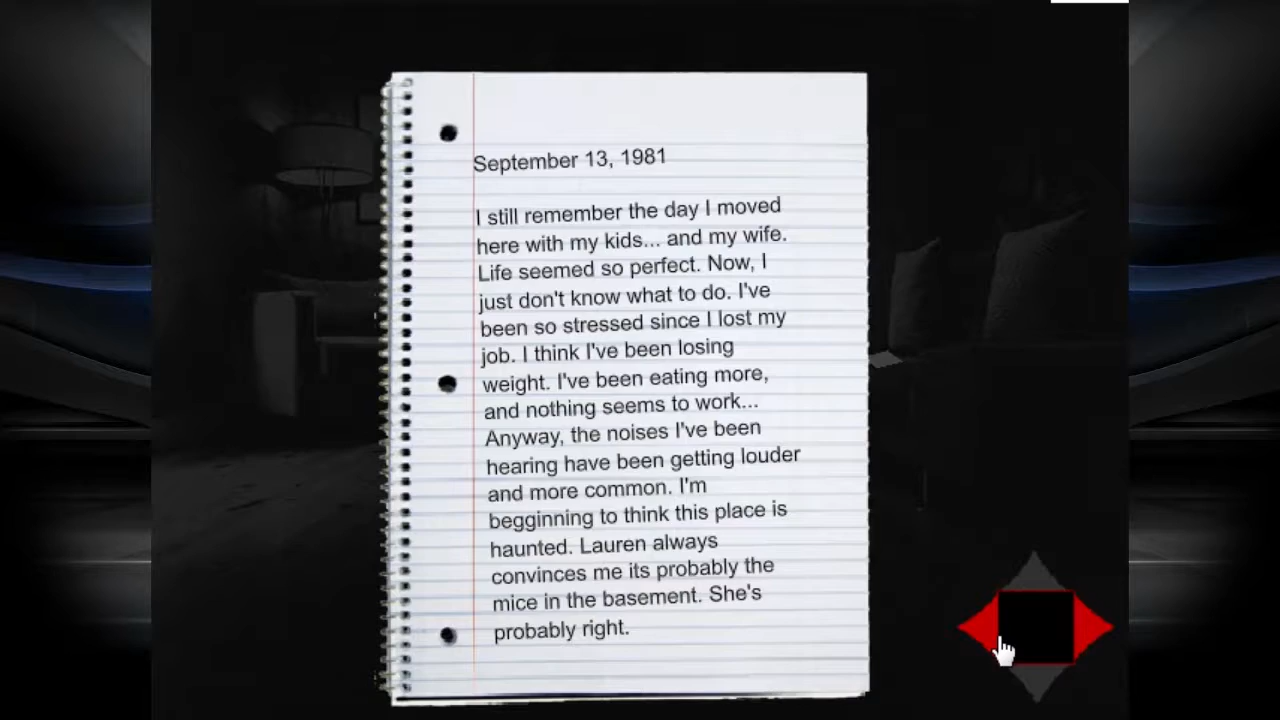 September 13, 1981
I still remember the day I moved
here with my kids... and my wife.
Life seemed so perfect. Now, I
just don't know what to do. I've
been so stressed since I lost my
job. I think I've been losing
weight. I've been eating more,
and nothing seems to work...
Anyway, the noises I've been
hearing have been getting louder
and more common. I'm
begginning to think this place is
haunted. Lauren always
convinces me its probably the
mice in the basement. She's
probably right.